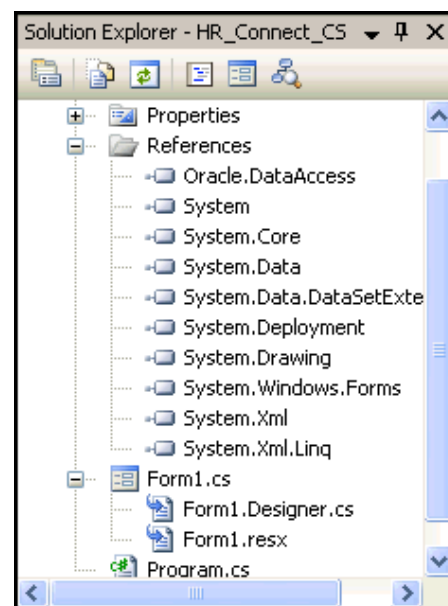 Solution Explorer - HR_Connect_CS
Properties
References
Oracle.DataAccess
System
System.Core
System.Data
System.Data.DataSetExte
System.Deployment
System.Drawing
System.Windows.Forms
System.Xml
System.Xml.Linq
Form1.cs
Form1.Designer.cs
Form1.resx
Program.cs